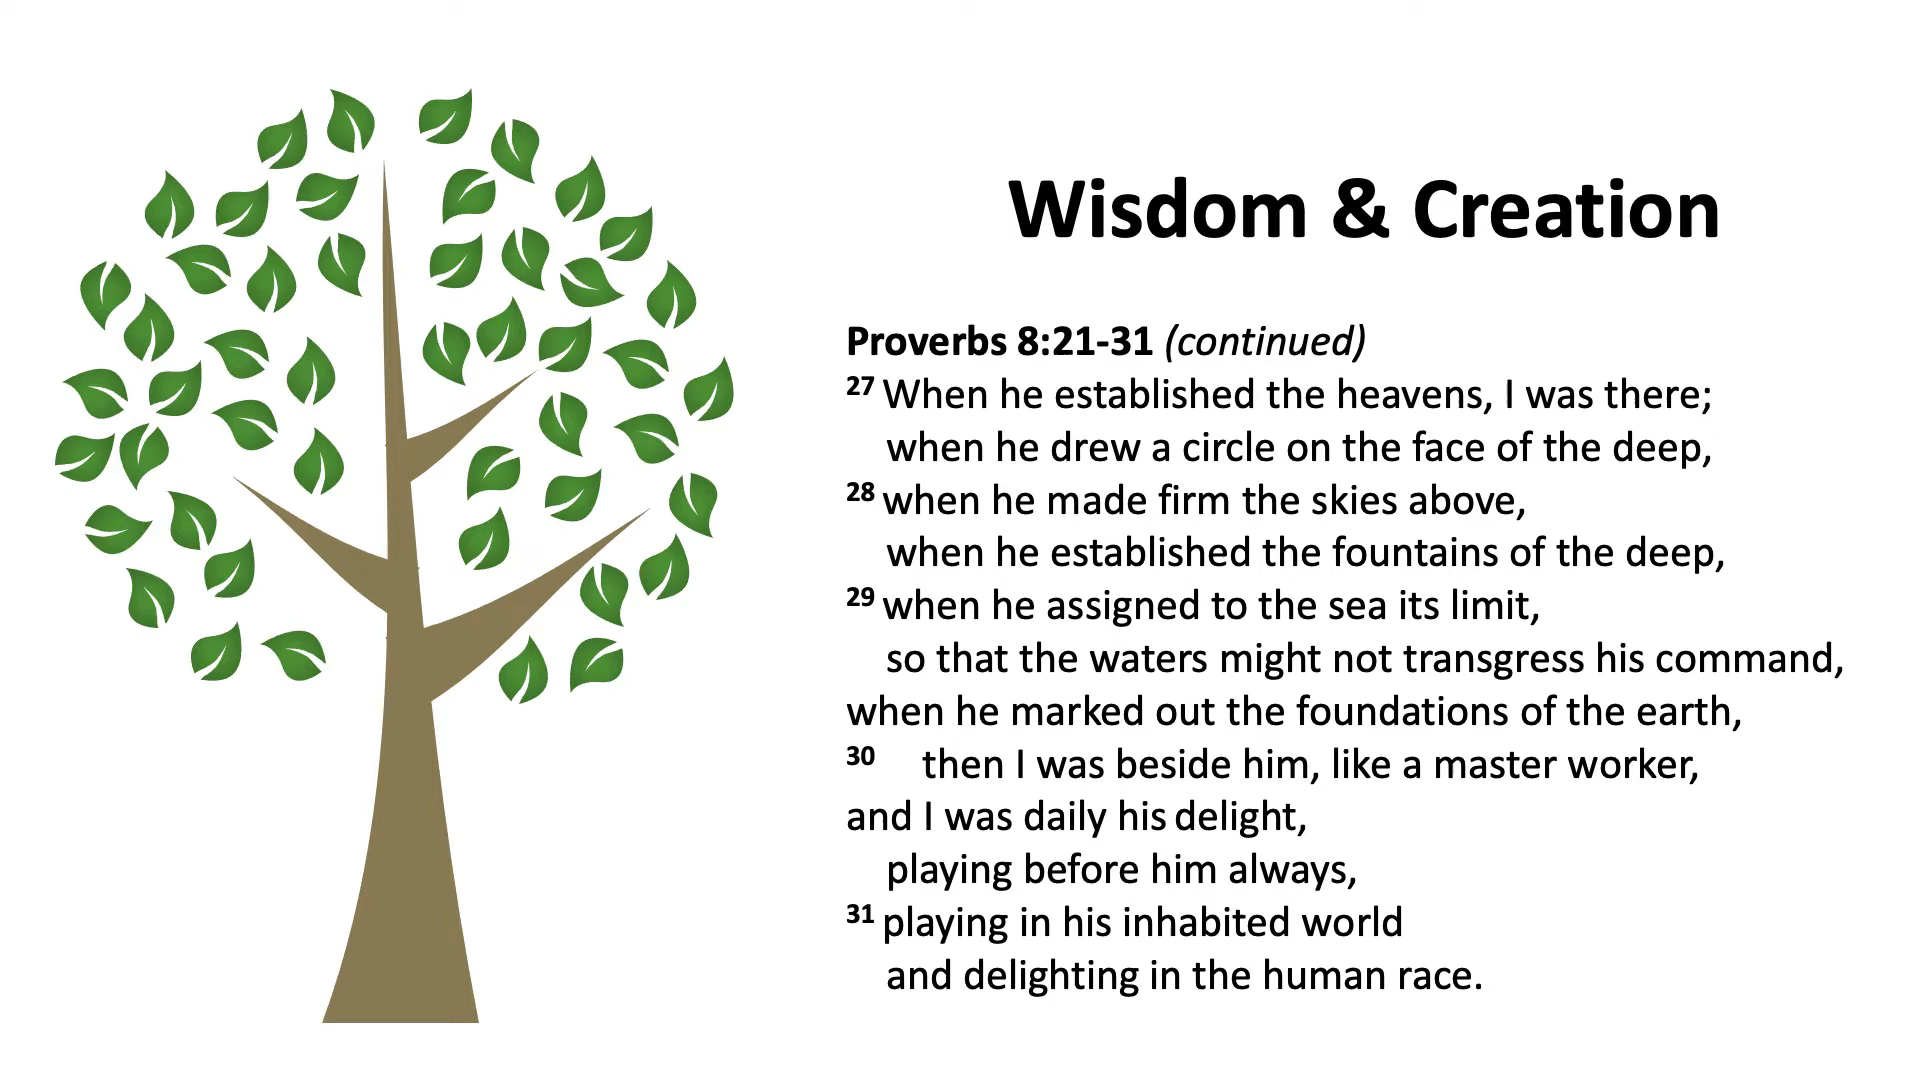 Wisdom & Creation
Proverbs 8:21-31 (continued)
27 When he established the heavens, I was there;
when he drew a circle on the face of the deep,
28 when he made firm the skies above,
when he established the fountains of the deep,
29 when he assigned to the sea its limit,
so that the waters might not transgress his command,
when he marked out the foundations of the earth,
30 then I was beside him, like a master worker,
and I was daily his delight,
playing before him always,
31 playing in his inhabited world
and delighting in the human race.